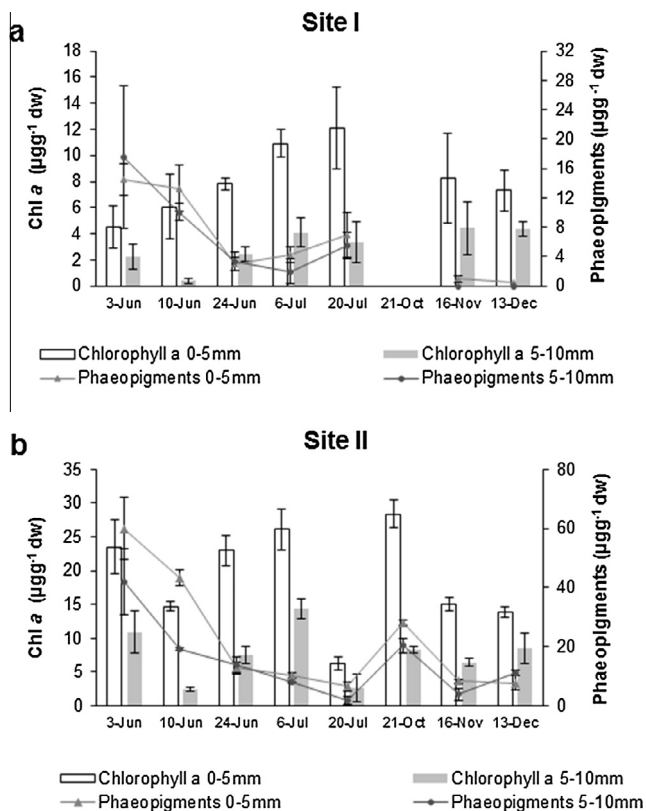 a
Site I
18
16
14
12
10
8
6
4
2
0
Chl a (µgg-1 dw)
32
28
24
20
16
12
8
4
0
PhaeopIgments (µgg-1 dw)
3-Jun 10-Jun 24-Jun 6-Jul 20-Jul 21-Oct 16-Nov 13-Dec
Chlorophyll a 0-5mm Chlorophyll a 5-10mm
Phaeopigments 0-5mm Phaeopigments 5-10mm
b
Site II
35
30
25
20
15
10
5
0
Chl a (µgg-1 dw)
80
60
40
20
0
PhaeopIgments (µgg-1 dw)
3-Jun 10-Jun 24-Jun 6-Jul 20-Jul 21-Oct 16-Nov 13-Dec
Chlorophyll a 0-5mm Chlorophyll a 5-10mm
Phaeopigments 0-5mm Phaeopigments 5-10mm